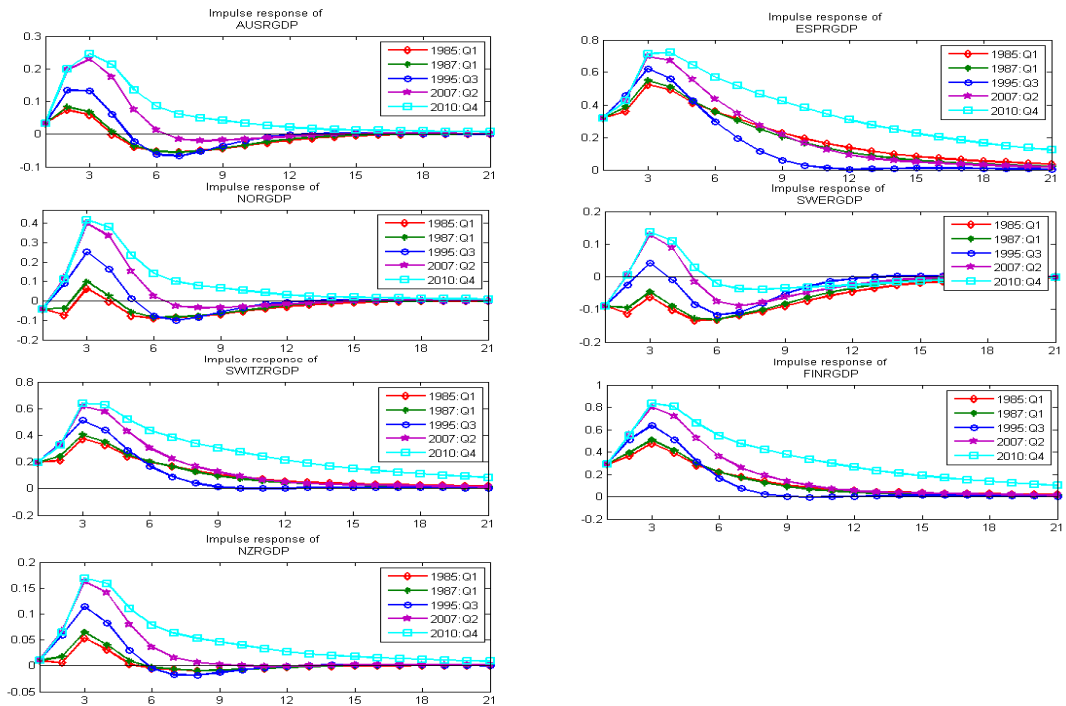 Impulse response of
AUSRGDP
0.3
0.2
0.1
0
-0.1
3 6 9 12 15 18 21
1985:Q1
1987:Q1
1995:Q3
2007:Q2
2010:Q4
Impulse response of
ESPRGDP
0.8
0.6
0.4
0.2
0
3 6 9 12 15 18 21
1985:Q1
1987:Q1
1995:Q3
2007:Q2
2010:Q4
Impulse response of
NORGDP
0.4
0.3
0.2
0.1
0
-0.1
-0.2
3 6 9 12 15 18 21
1985:Q1
1987:Q1
1995:Q3
2007:Q2
2010:Q4
Impulse response of
SWERGDP
0.2
0.1
0
-0.1
-0.2
3 6 9 12 15 18 21
1985:Q1
1987:Q1
1995:Q3
2007:Q2
2010:Q4
Impulse response of
SWITZRGDP
0.8
0.6
0.4
0.2
0
-0.2
3 6 9 12 15 18 21
1985:Q1
1987:Q1
1995:Q3
2007:Q2
2010:Q4
Impulse response of
FINRGDP
1
0.8
0.6
0.4
0.2
0
-0.2
3 6 9 12 15 18 21
1985:Q1
1987:Q1
1995:Q3
2007:Q2
2010:Q4
Impulse response of
NZRGDP
0.2
0.15
0.1
0.05
0
-0.05
3 6 9 12 15 18 21
1985:Q1
1987:Q1
1995:Q3
2007:Q2
2010:Q4